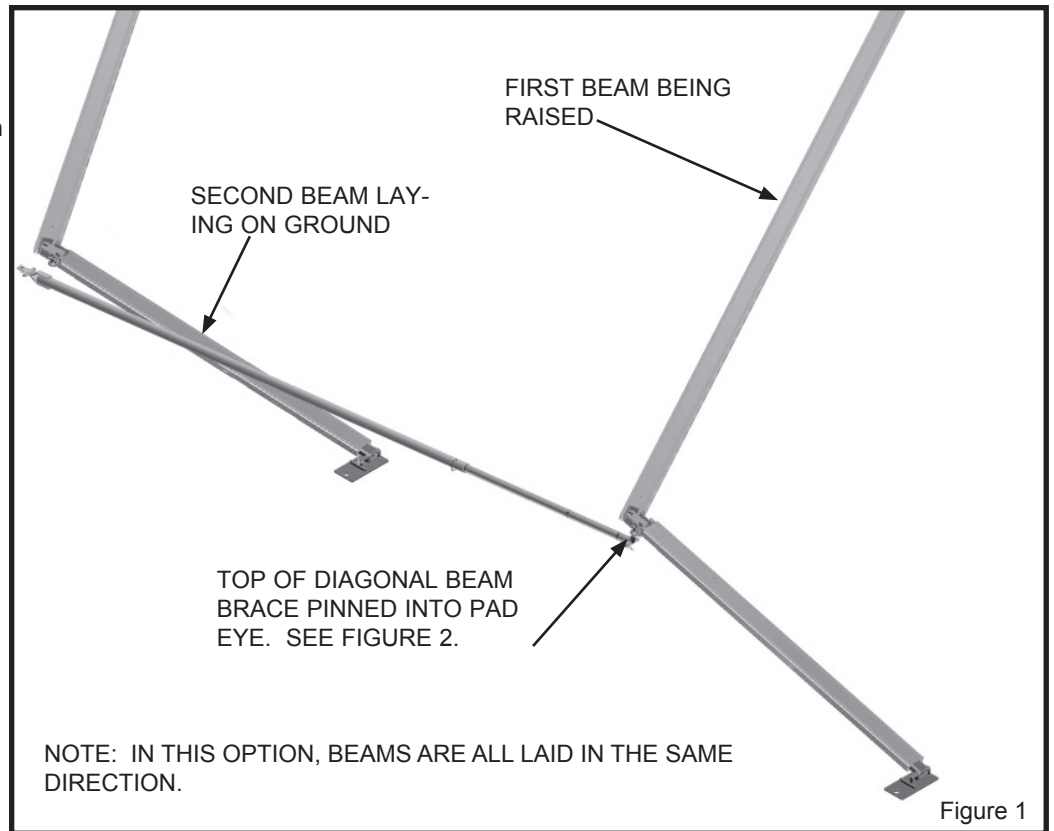 FIRST BEAM BEING
RAISED
SECOND BEAM LAY-
ING ON GROUND
TOP OF DIAGONAL BEAM
BRACE PINNED INTO PAD
EYE.  SEE FIGURE 2.
NOTE:  IN THIS OPTION, BEAMS ARE ALL LAID IN THE SAME
DIRECTION.
Figure 1